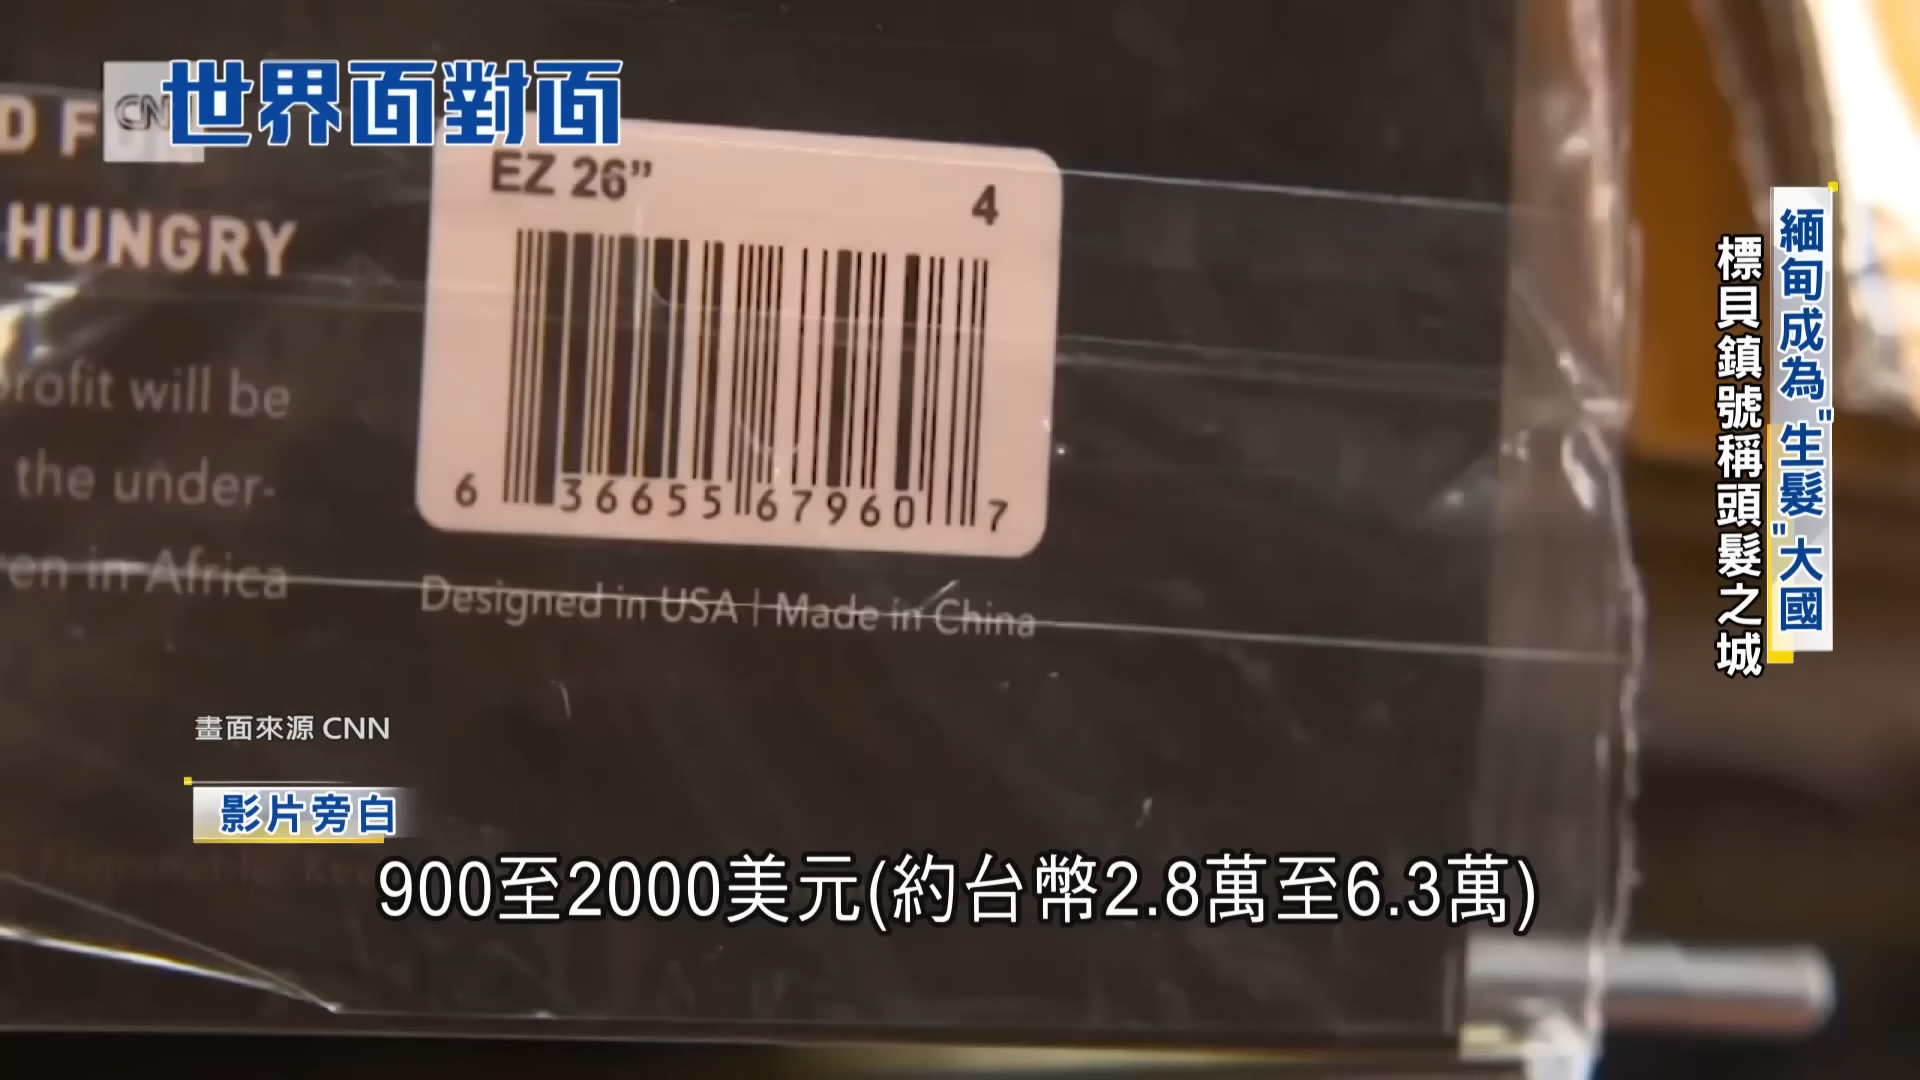 世界面對面
CNN
D FOR
HUNGRY
profit will be
the under-
en in Africa
EZ 26”
4
6 36655 67960 7
Designed in USA | Made in China
緬甸成為"生髮"大國
標貝鎮號稱頭髮之城
畫面來源 CNN
影片旁白
900至2000美元(約台幣2.8萬至6.3萬)